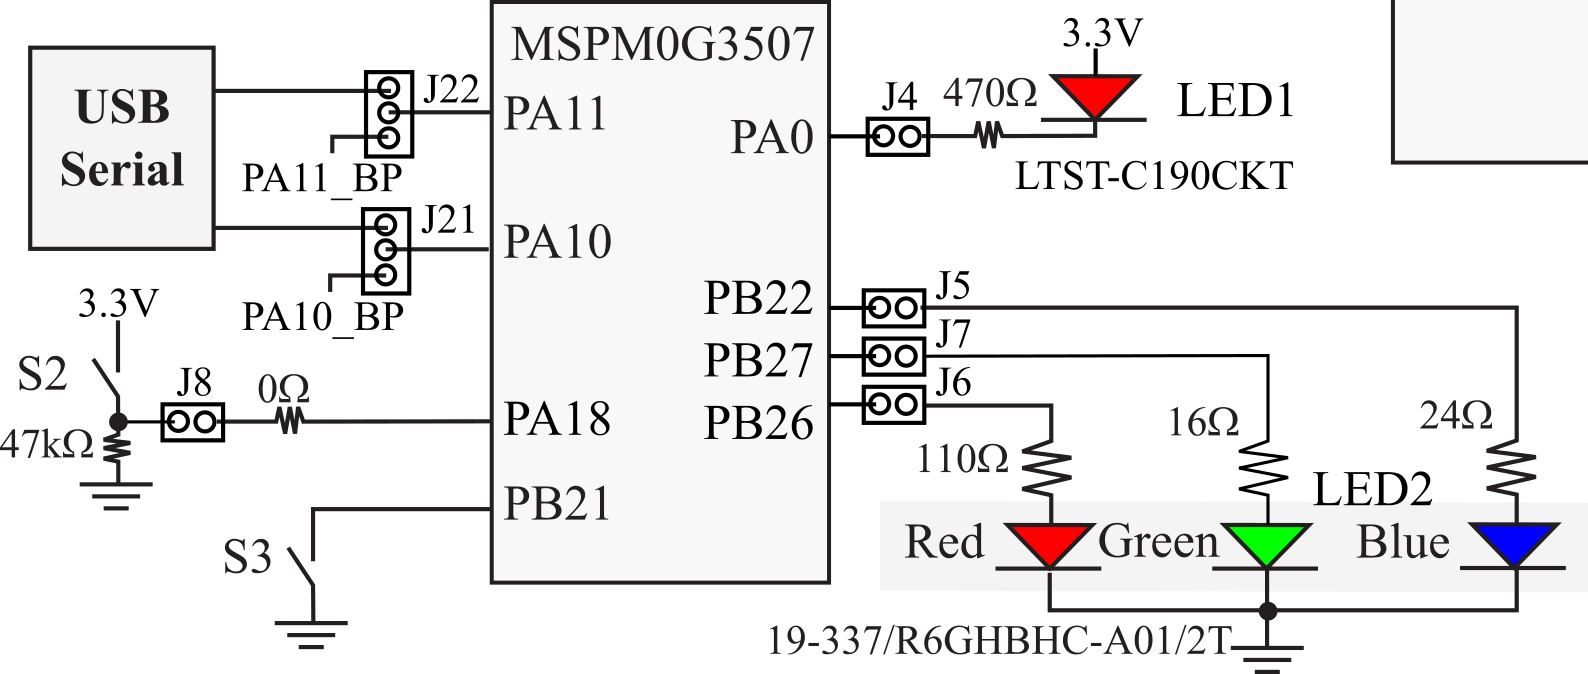 MSPM0G3507
USB
Serial
J22
PA11
PA11_BP
J21
PA10
PA10_BP
3.3V
S2
J8
0Ω
PA18
47kΩ
PB21
S3
3.3V
PA0
J4
470Ω
LED1
LTST-C190CKT
PB22
J5
PB27
J7
PB26
J6
110Ω
16Ω
24Ω
LED2
Red
Green
Blue
19-337/R6GHBHC-A01/2T